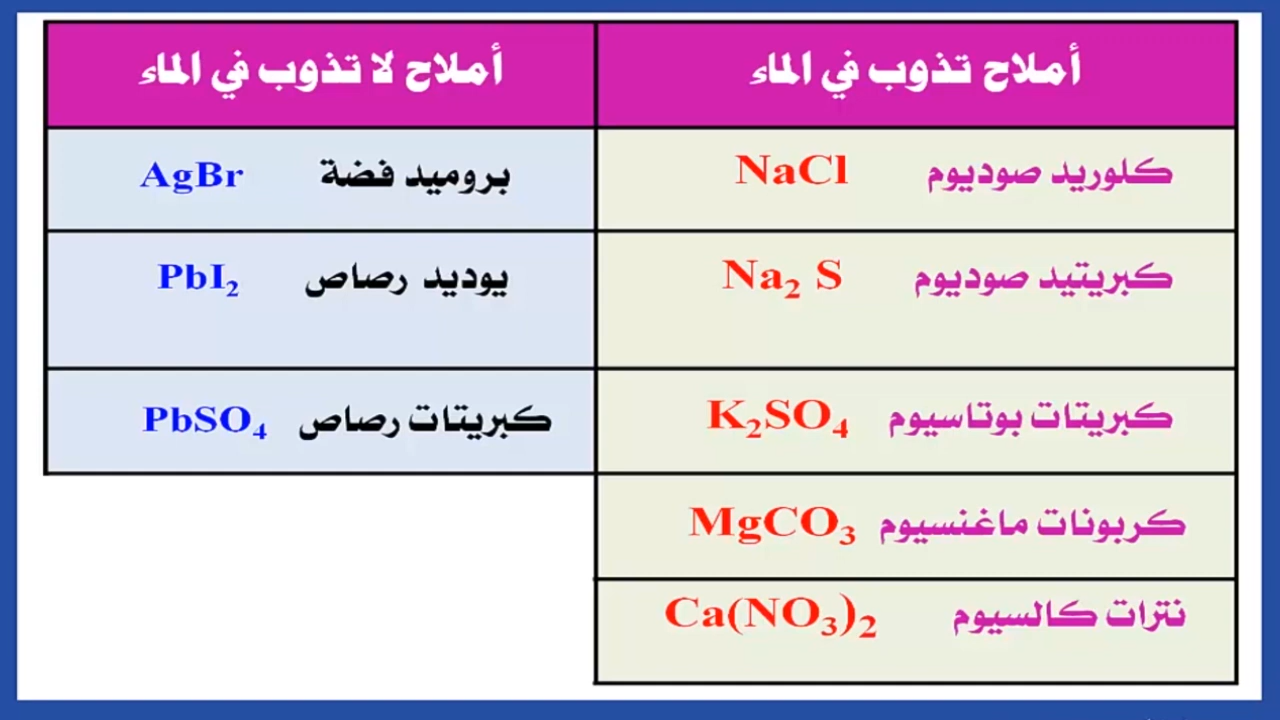 أملاح تذوب في الماء	أملاح لا تذوب في الماء
كلوريد صوديوم NaCl	بروميد فضة AgBr
كبريتيد صوديوم Na₂ S	يوديد رصاص PbI₂
كبريتات بوتاسيوم K₂SO₄	كبريتات رصاص PbSO₄
كربونات ماغنسيوم MgCO₃
نترات كالسيوم Ca(NO₃)₂